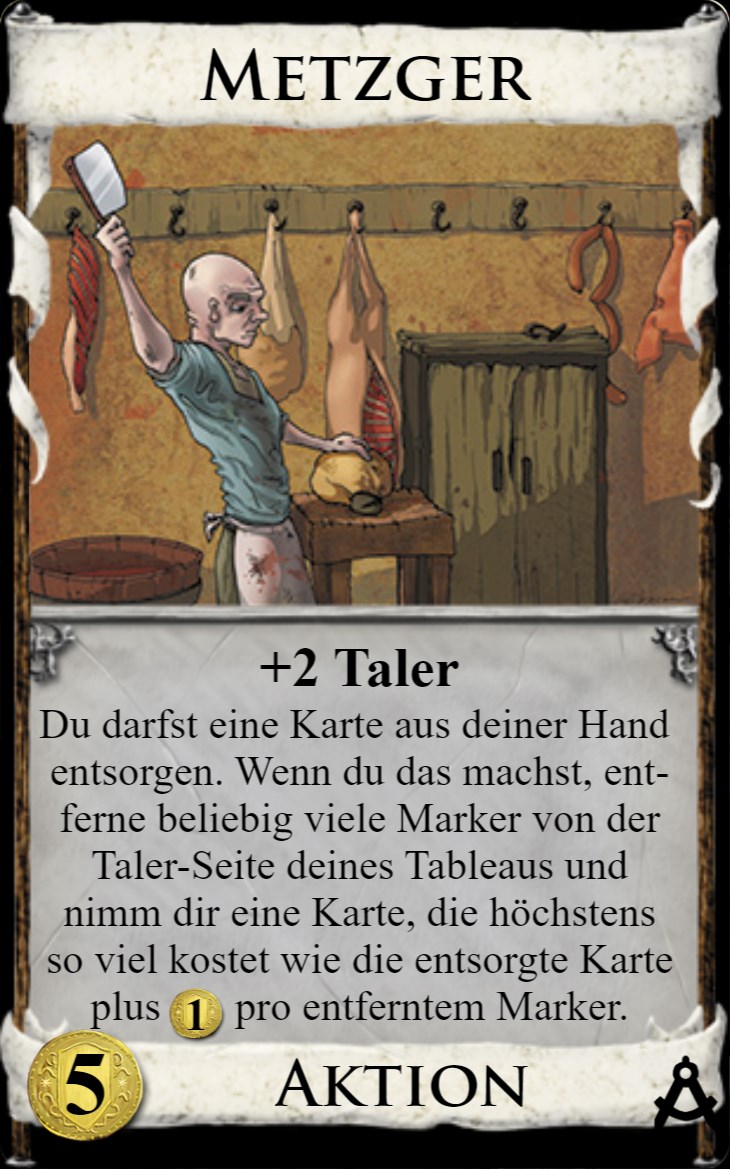 Metzger
+2 Taler
Du darfst eine Karte aus deiner Hand
entsorgen. Wenn du das machst, ent-
ferne beliebig viele Marker von der
Taler-Seite deines Tableaus und
nimm dir eine Karte, die höchstens
so viel kostet wie die entsorgte Karte
plus 1 pro entferntem Marker.
5 Aktion